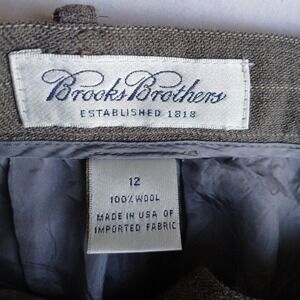 Brooks Brothers
ESTABLISHED 1818
12
100% WOOL
MADE IN USA OF
IMPORTED FABRIC